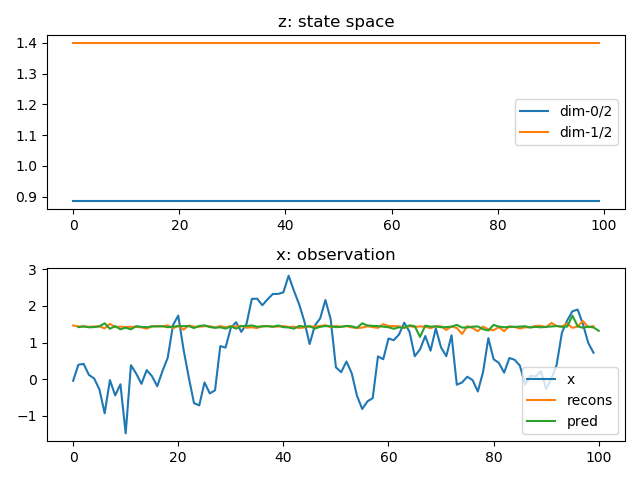 z: state space
1.4
1.3
1.2
1.1
1.0
0.9
dim-0/2
dim-1/2
0 20 40 60 80 100
x: observation
3
2
1
0
−1
x
recons
pred
0 20 40 60 80 100